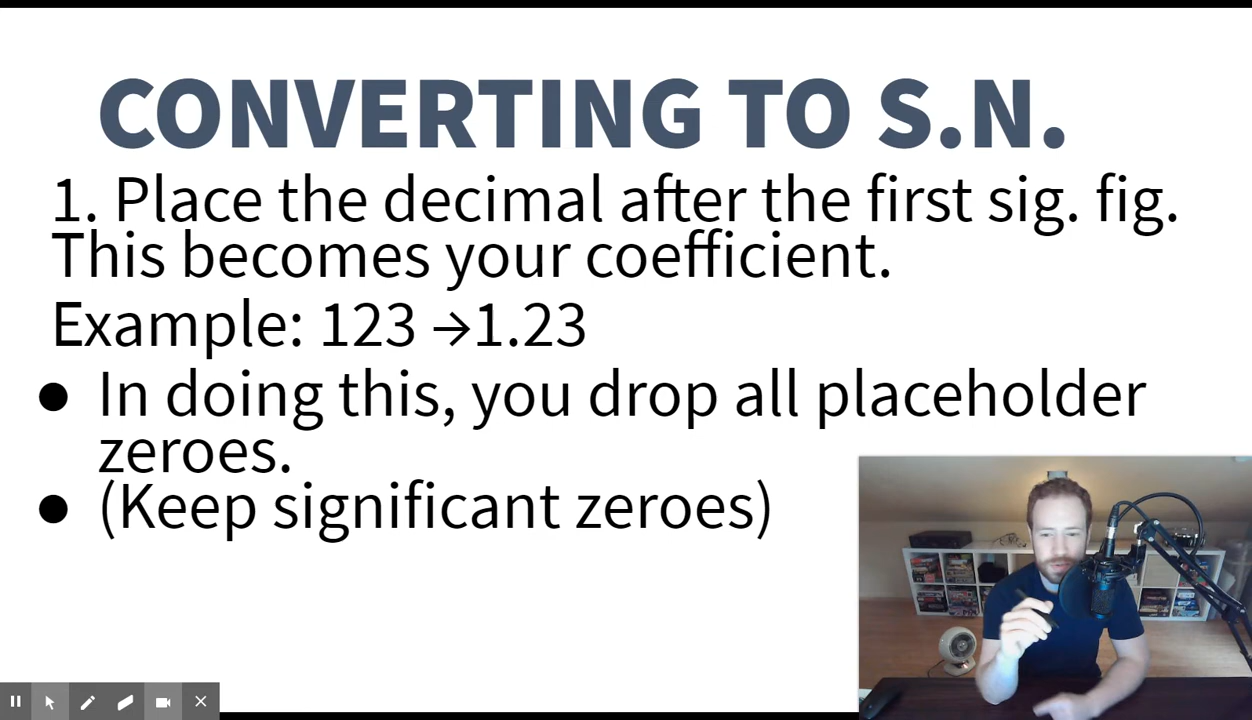 CONVERTING TO S.N.
1. Place the decimal after the first sig. fig.
This becomes your coefficient.
Example: 123 →1.23
● In doing this, you drop all placeholder
zeroes.
● (Keep significant zeroes)